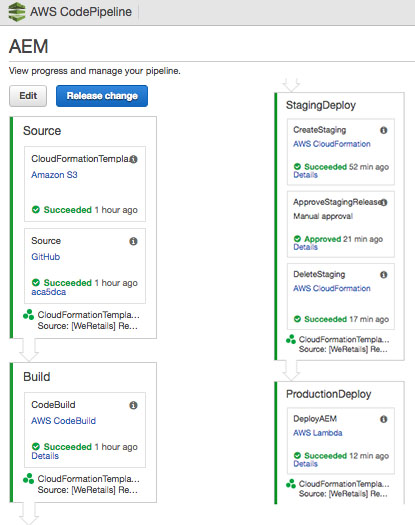 AWS CodePipeline
AEM
View progress and manage your pipeline.
Edit
Release change
Source
CloudFormationTempla...
Amazon S3
Succeeded 1 hour ago
Source
GitHub
Succeeded 1 hour ago
aca5dca
CloudFormationTempla...
Source: [WeRetails] Re...
Build
CodeBuild
AWS CodeBuild
Succeeded 1 hour ago
Details
CloudFormationTempla...
Source: [WeRetails] Re...
StagingDeploy
CreateStaging
AWS CloudFormation
Succeeded 52 min ago
Details
ApproveStagingRelease
Manual approval
Approved 21 min ago
Details
DeleteStaging
AWS CloudFormation
Succeeded 17 min ago
CloudFormationTempla...
Source: [WeRetails] Re...
ProductionDeploy
DeployAEM
AWS Lambda
Succeeded 12 min ago
Details
CloudFormationTempla...
Source: [WeRetails] Re...